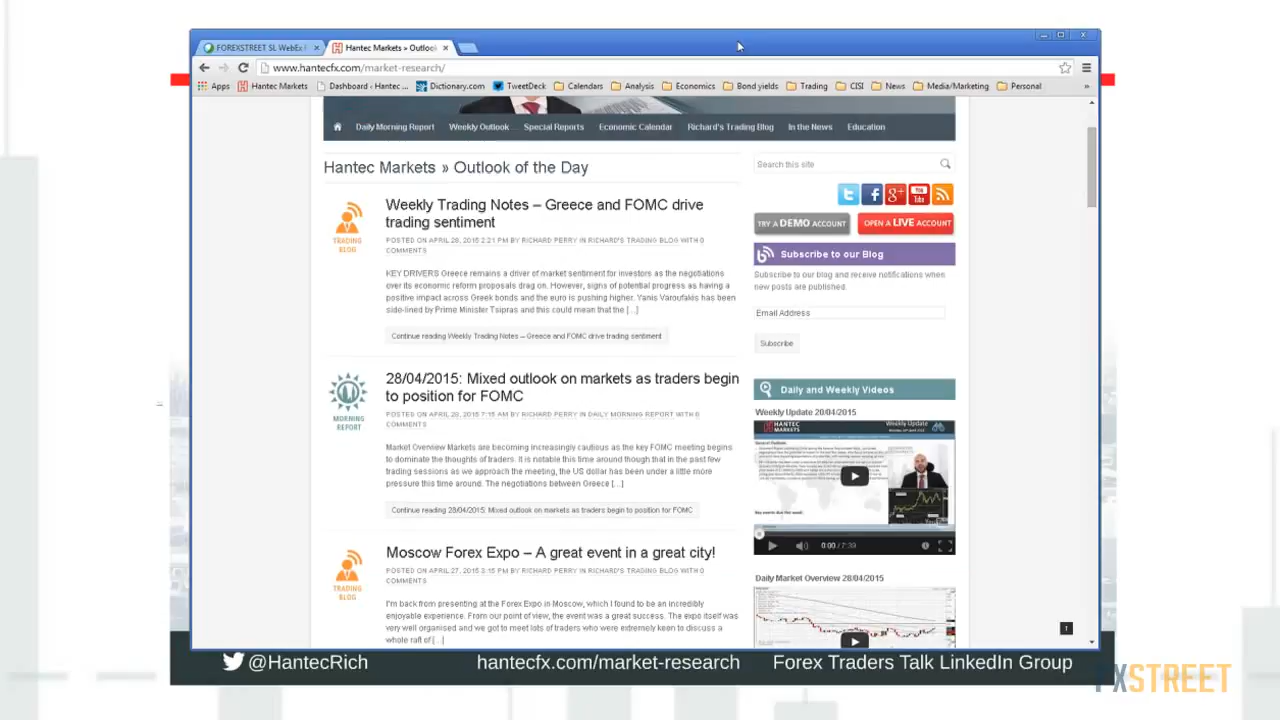 FOREXSTREET SL WebEx
Hantec Markets » Outlook
www.hantecfx.com/market-research/
Apps Hantec Markets Dashboard ‹ Hantec ... Dictionary.com TweetDeck Calendars Analysis Economics Bond yields Trading CISI News Media/Marketing Personal »
Daily Morning Report Weekly Outlook Special Reports Economic Calendar Richard's Trading Blog In the News Education
Hantec Markets » Outlook of the Day
Weekly Trading Notes – Greece and FOMC drive
trading sentiment
TRADING
BLOG
POSTED ON APRIL 28, 2015 2:21 PM BY RICHARD PERRY IN RICHARD'S TRADING BLOG WITH 0
COMMENTS
KEY DRIVERS Greece remains a driver of market sentiment for investors as the negotiations
over its economic reform proposals drag on. However, signs of potential progress as having a
positive impact across Greek bonds and the euro is pushing higher. Yanis Varoufakis has been
side-lined by Prime Minister Tsipras and this could mean that the [...]
Continue reading Weekly Trading Notes – Greece and FOMC drive trading sentiment
28/04/2015: Mixed outlook on markets as traders begin
to position for FOMC
MORNING
REPORT
POSTED ON APRIL 28, 2015 7:15 AM BY RICHARD PERRY IN DAILY MORNING REPORT WITH 0
COMMENTS
Market Overview Markets are becoming increasingly cautious as the key FOMC meeting begins
to dominate the thoughts of traders. It is notable this time around though that in the past few
trading sessions as we approach the meeting, the US dollar has been under a little more
pressure this time around. The negotiations between Greece [...]
Continue reading 28/04/2015: Mixed outlook on markets as traders begin to position for FOMC
Moscow Forex Expo – A great event in a great city!
TRADING
BLOG
POSTED ON APRIL 27, 2015 3:15 PM BY RICHARD PERRY IN RICHARD'S TRADING BLOG WITH 0
COMMENTS
I'm back from presenting at the Forex Expo in Moscow, which I found to be an incredibly
enjoyable experience. From our point of view, the event was a great success. The expo itself was
very well organised and we got to meet lots of traders who were extremely keen to discuss a
whole raft of [...]
Search this site
You
Tube
TRY A DEMO ACCOUNT
OPEN A LIVE ACCOUNT
Subscribe to our Blog
Subscribe to our blog and receive notifications when
new posts are published.
Email Address
Subscribe
Daily and Weekly Videos
Weekly Update 20/04/2015
HANTEC
MARKETS
Weekly Update
0:00 / 7:39
Daily Market Overview 28/04/2015
@HantecRich
hantecfx.com/market-research
Forex Traders Talk LinkedIn Group
FXSTREET